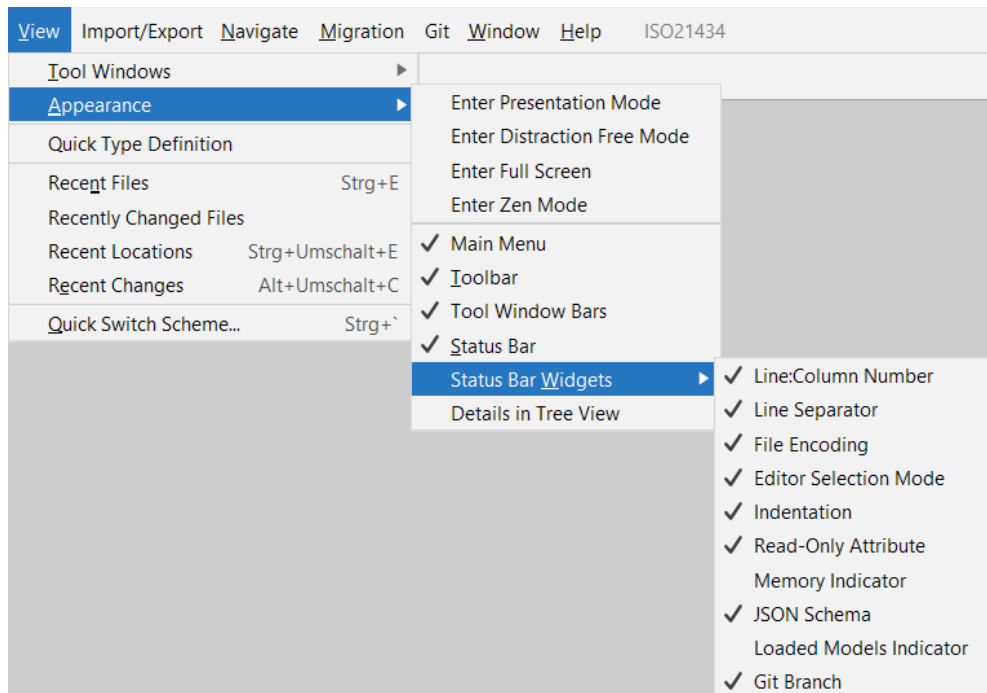 View Import/Export Navigate Migration Git Window Help ISO21434
Tool Windows
Appearance
Quick Type Definition
Recent Files Strg+E
Recently Changed Files
Recent Locations Strg+Umschalt+E
Recent Changes Alt+Umschalt+C
Quick Switch Scheme... Strg+`
Enter Presentation Mode
Enter Distraction Free Mode
Enter Full Screen
Enter Zen Mode
Main Menu
Toolbar
Tool Window Bars
Status Bar
Status Bar Widgets
Details in Tree View
Line:Column Number
Line Separator
File Encoding
Editor Selection Mode
Indentation
Read-Only Attribute
Memory Indicator
JSON Schema
Loaded Models Indicator
Git Branch